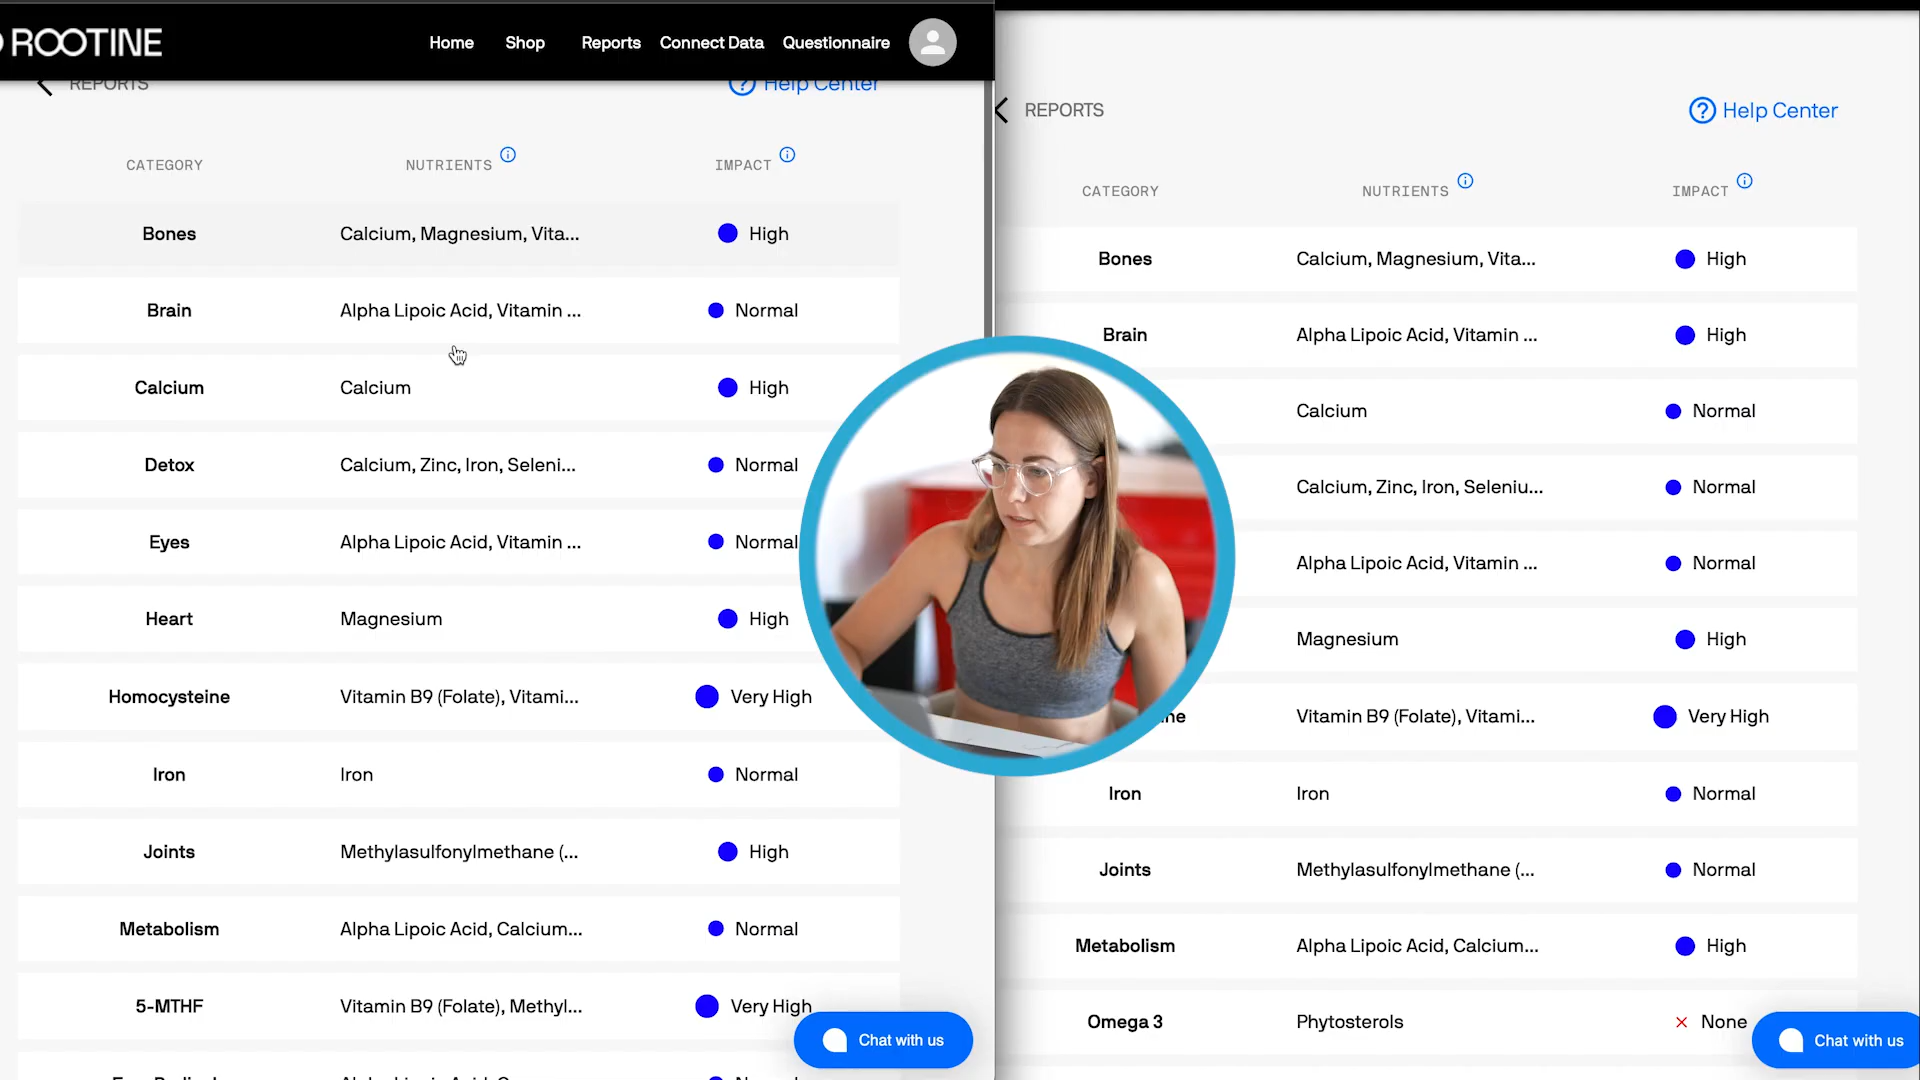 ROOTINE
Home Shop Reports Connect Data Questionnaire
REPORTS
Help Center
CATEGORY NUTRIENTS IMPACT
Bones Calcium, Magnesium, Vita... High
Brain Alpha Lipoic Acid, Vitamin ... Normal
Calcium Calcium High
Detox Calcium, Zinc, Iron, Seleni... Normal
Eyes Alpha Lipoic Acid, Vitamin ... Normal
Heart Magnesium High
Homocysteine Vitamin B9 (Folate), Vitami... Very High
Iron Iron Normal
Joints Methylasulfonylmethane (... High
Metabolism Alpha Lipoic Acid, Calcium... Normal
5-MTHF Vitamin B9 (Folate), Methyl... Very High
Chat with us
REPORTS
Help Center
CATEGORY NUTRIENTS IMPACT
Bones Calcium, Magnesium, Vita... High
Brain Alpha Lipoic Acid, Vitamin ... High
Calcium Normal
Calcium, Zinc, Iron, Seleniu... Normal
Alpha Lipoic Acid, Vitamin ... Normal
Magnesium High
ne Vitamin B9 (Folate), Vitami... Very High
Iron Iron Normal
Joints Methylasulfonylmethane (... Normal
Metabolism Alpha Lipoic Acid, Calcium... High
Omega 3 Phytosterols None
Chat with us